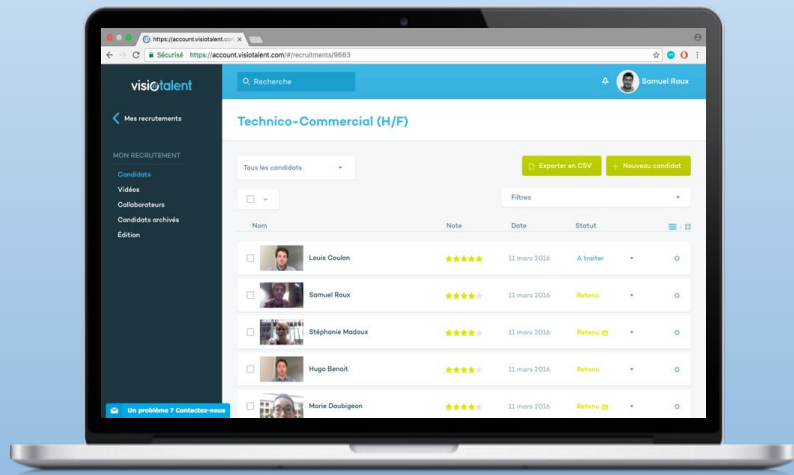 https://account.visiotalent.com
Sécurisé https://account.visiotalent.com/#/recruitments/9663
visiotalent
Recherche
Samuel Raux
Mes recrutements
Technico-Commercial (H/F)
MON RECRUTEMENT
Candidats
Vidéos
Collaborateurs
Candidats archivés
Édition
Tous les candidats
Exporter en CSV
+ Nouveau candidat
Filtres
Nom Note Date Statut
Louis Coulon 11 mars 2016 A traiter
Samuel Raux 11 mars 2016 Retenu
Stéphanie Madoux 11 mars 2016 Retenu
Hugo Benoit 11 mars 2016 Retenu
Marie Daubigeon 11 mars 2016 Retenu
Un problème ? Contactez-nous